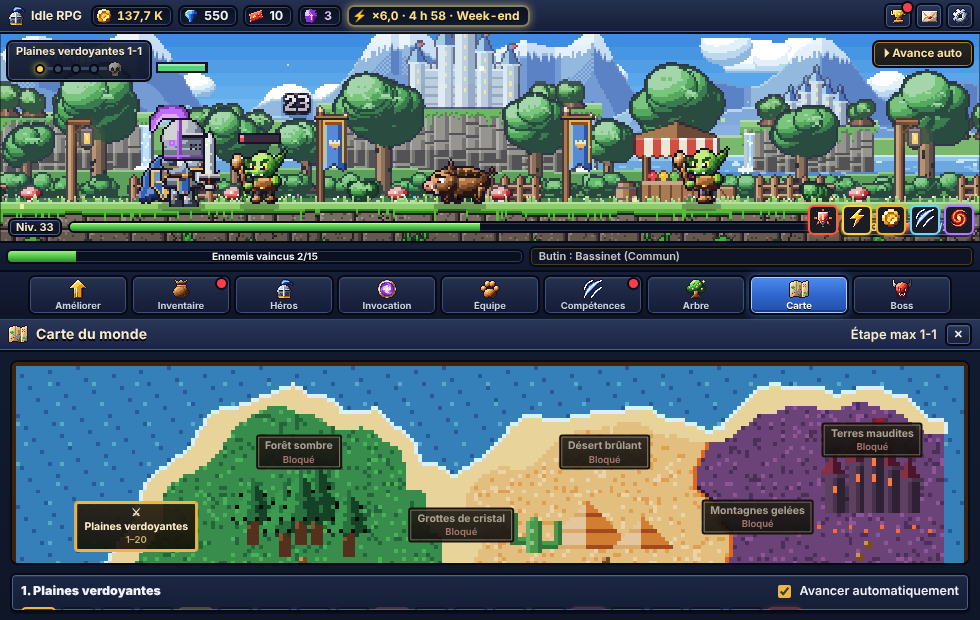 Idle RPG
137,7 K
550
10
3
×6,0 · 4 h 58 · Week-end
Plaines verdoyantes 1-1
Avance auto
23
Niv. 33
Ennemis vaincus 2/15
Butin : Bassinet (Commun)
Améliorer
Inventaire
Héros
Invocation
Équipe
Compétences
Arbre
Carte
Boss
Carte du monde
Étape max 1-1
×
Forêt sombre
Bloqué
Désert brûlant
Bloqué
Terres maudites
Bloqué
Plaines verdoyantes
1–20
Grottes de cristal
Bloqué
Montagnes gelées
Bloqué
1. Plaines verdoyantes
Avancer automatiquement